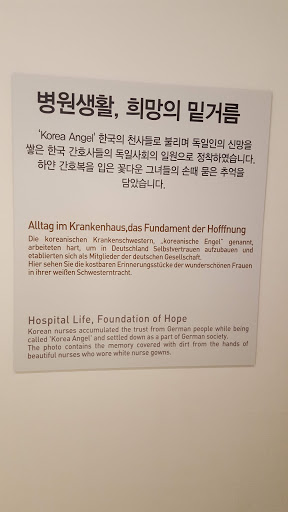 병원생활, 희망의 밑거름
'Korea Angel' 한국의 천사들로 불리며 독일인의 신망을
쌓은 한국 간호사들의 독일사회의 일원으로 정착하였습니다.
하얀 간호복을 입은 꽃다운 그녀들의 손때 묻은 추억을
담았습니다.
Alltag im Krankenhaus,das Fundament der Hofffnung
Die koreanischen Krankenschwestern, „koreanische Engel" genannt,
arbeiteten hart, um in Deutschland Selbstvertrauen aufzubauen und
etablierten sich als Mitglieder der deutschen Gesellschaft.
Hier sehen Sie die kostbaren Erinnerungsstücke der wunderschönen Frauen
in ihrer weißen Schwesterntracht.
Hospital Life, Foundation of Hope
Korean nurses accumulated the trust from German people while being
called 'Korea Angel' and settled down as a part of German society.
The photo contains the memory covered with dirt from the hands of
beautiful nurses who wore white nurse gowns.